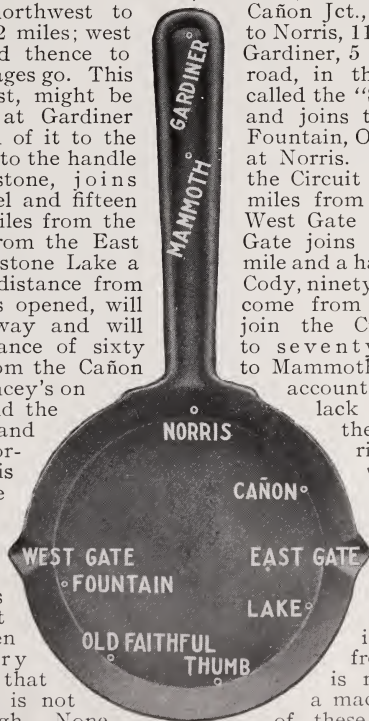 northwest to
2 miles; west
d thence to
ages go. This
st, might be
at Gardiner
of it to the
to the handle
stone, joins
el and fifteen
iles from the
rom the East
stone Lake a
distance from
s opened, will
way and will
ance of sixty
om the Cañon
cey's on
d the
and
or-
is
e
s
t
en
ry
that
is not
gh. None
GARDINER
MAMMOTH
NORRIS
CAÑON
WEST GATE
EAST GATE
FOUNTAIN
LAKE
OLD FAITHFUL
THUMB
Cañon Jct.,
to Norris, 11
Gardiner, 5
road, in th
called the "
and joins t
Fountain, O
at Norris.
the Circuit
miles from
West Gate
Gate joins
mile and a ha
Cody, ninety
come from
join the C
to seventy
to Mammoth
account
lack
the
ri
i
fr
is n
a mac
of these